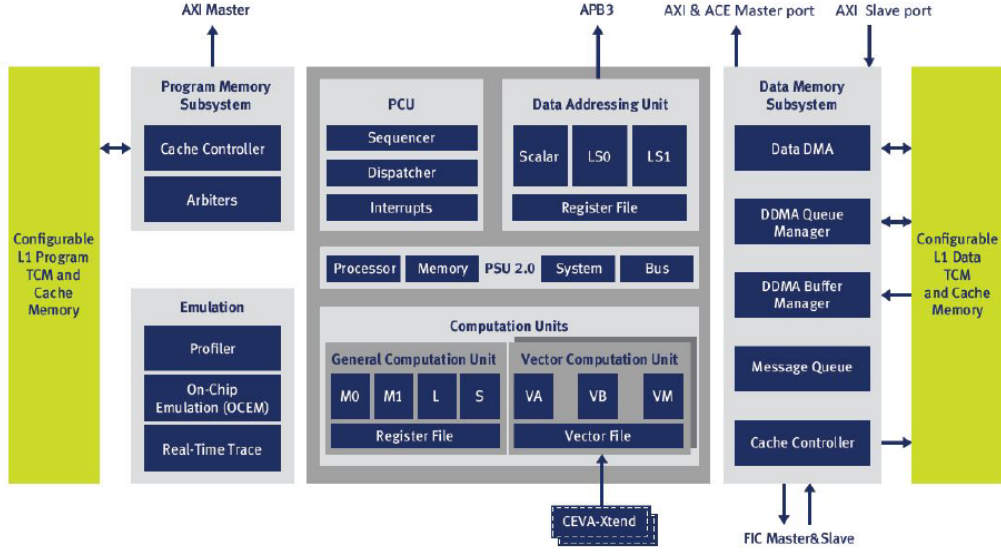 AXI Master
APB3
AXI & ACE Master port
AXI Slave port
Configurable
L1 Program
TCM and
Cache
Memory
Program Memory
Subsystem
Cache Controller
Arbiters
Emulation
Profiler
On-Chip
Emulation (OCEM)
Real-Time Trace
PCU
Sequencer
Dispatcher
Interrupts
Data Addressing Unit
Scalar
LS0
LS1
Register File
Processor
Memory
PSU 2.0
System
Bus
Computation Units
General Computation Unit
M0
M1
L
S
Register File
Vector Computation Unit
VA
VB
VM
Vector File
CEVA-Xtend
Data Memory
Subsystem
Data DMA
DDMA Queue
Manager
DDMA Buffer
Manager
Message Queue
Cache Controller
FIC Master&Slave
Configurable
L1 Data
TCM
and Cache
Memory